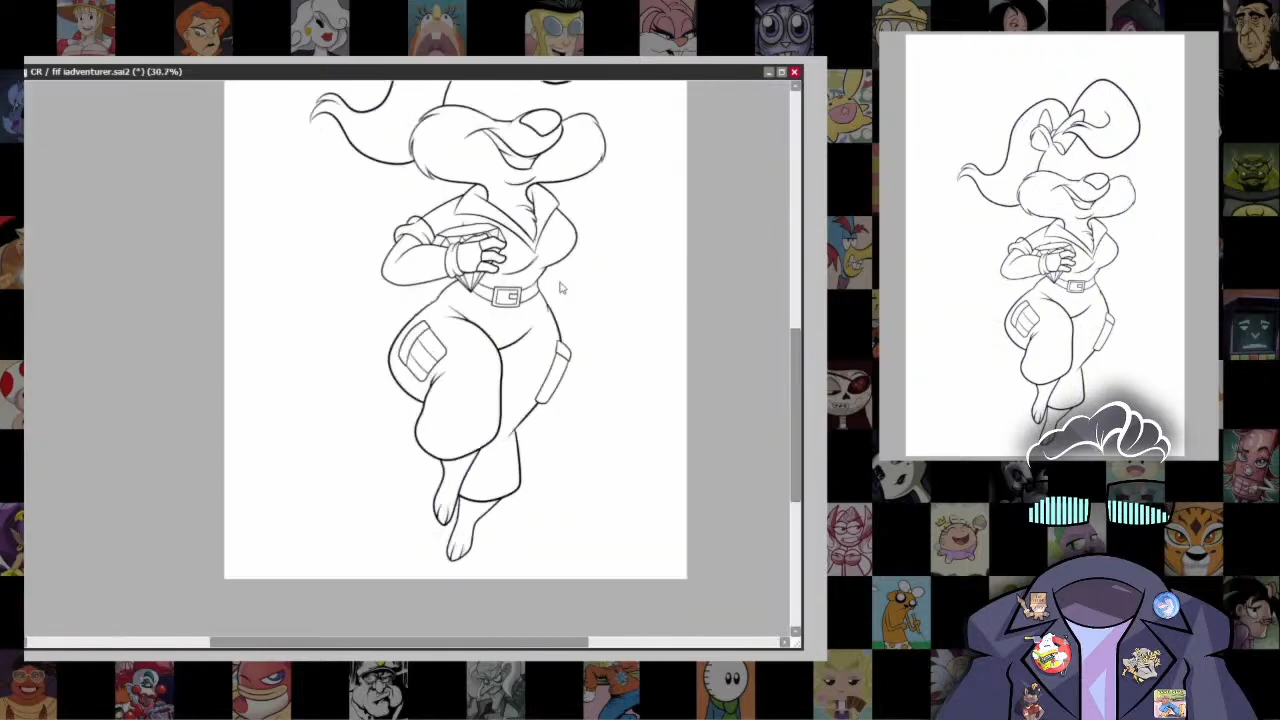 CR / fif iadventurer.sai2 (*) (30.7%)